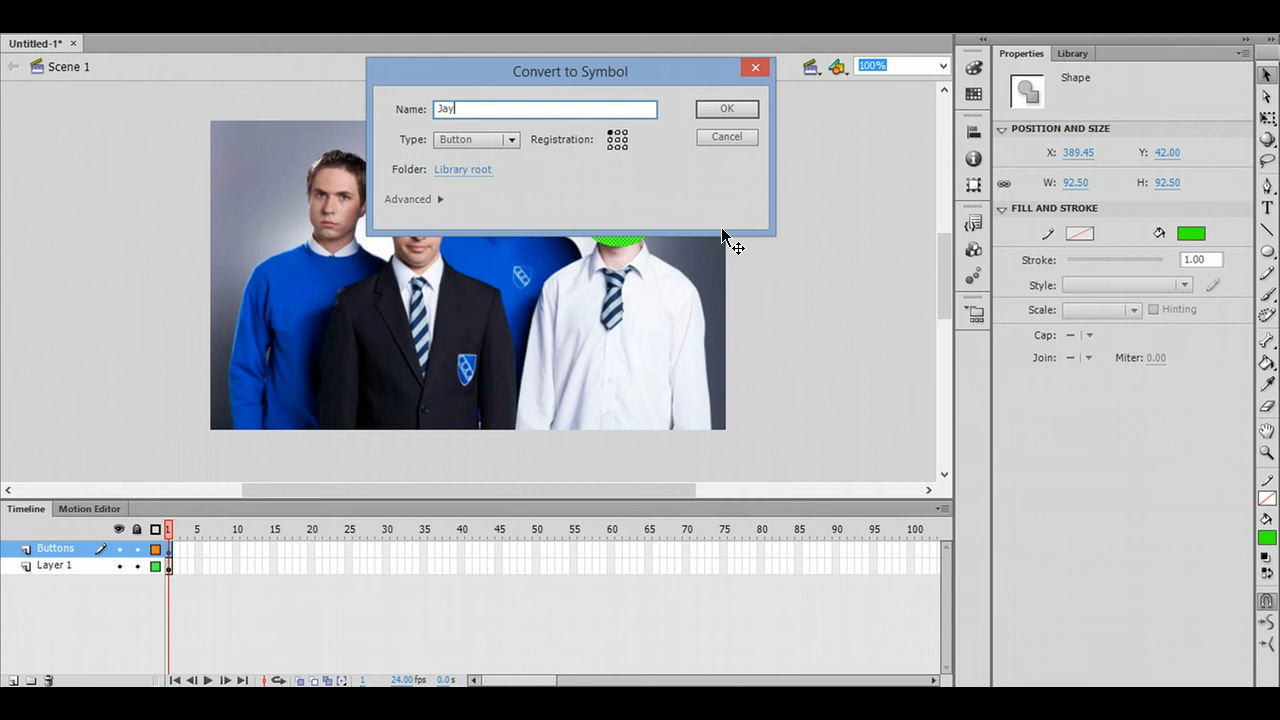 Untitled-1* ×
Scene 1
100%
Convert to Symbol
Name: Jay
OK
Type: Button
Registration:
Cancel
Folder: Library root
Advanced
Properties
Library
Shape
POSITION AND SIZE
X: 389.45
Y: 42.00
W: 92.50
H: 92.50
FILL AND STROKE
Stroke: 1.00
Style:
Scale:
Hinting
Cap: –
Join: –
Miter: 0.00
Timeline
Motion Editor
1 5 10 15 20 25 30 35 40 45 50 55 60 65 70 75 80 85 90 95 100
Buttons
Layer 1
1 24.00 fps 0.0 s